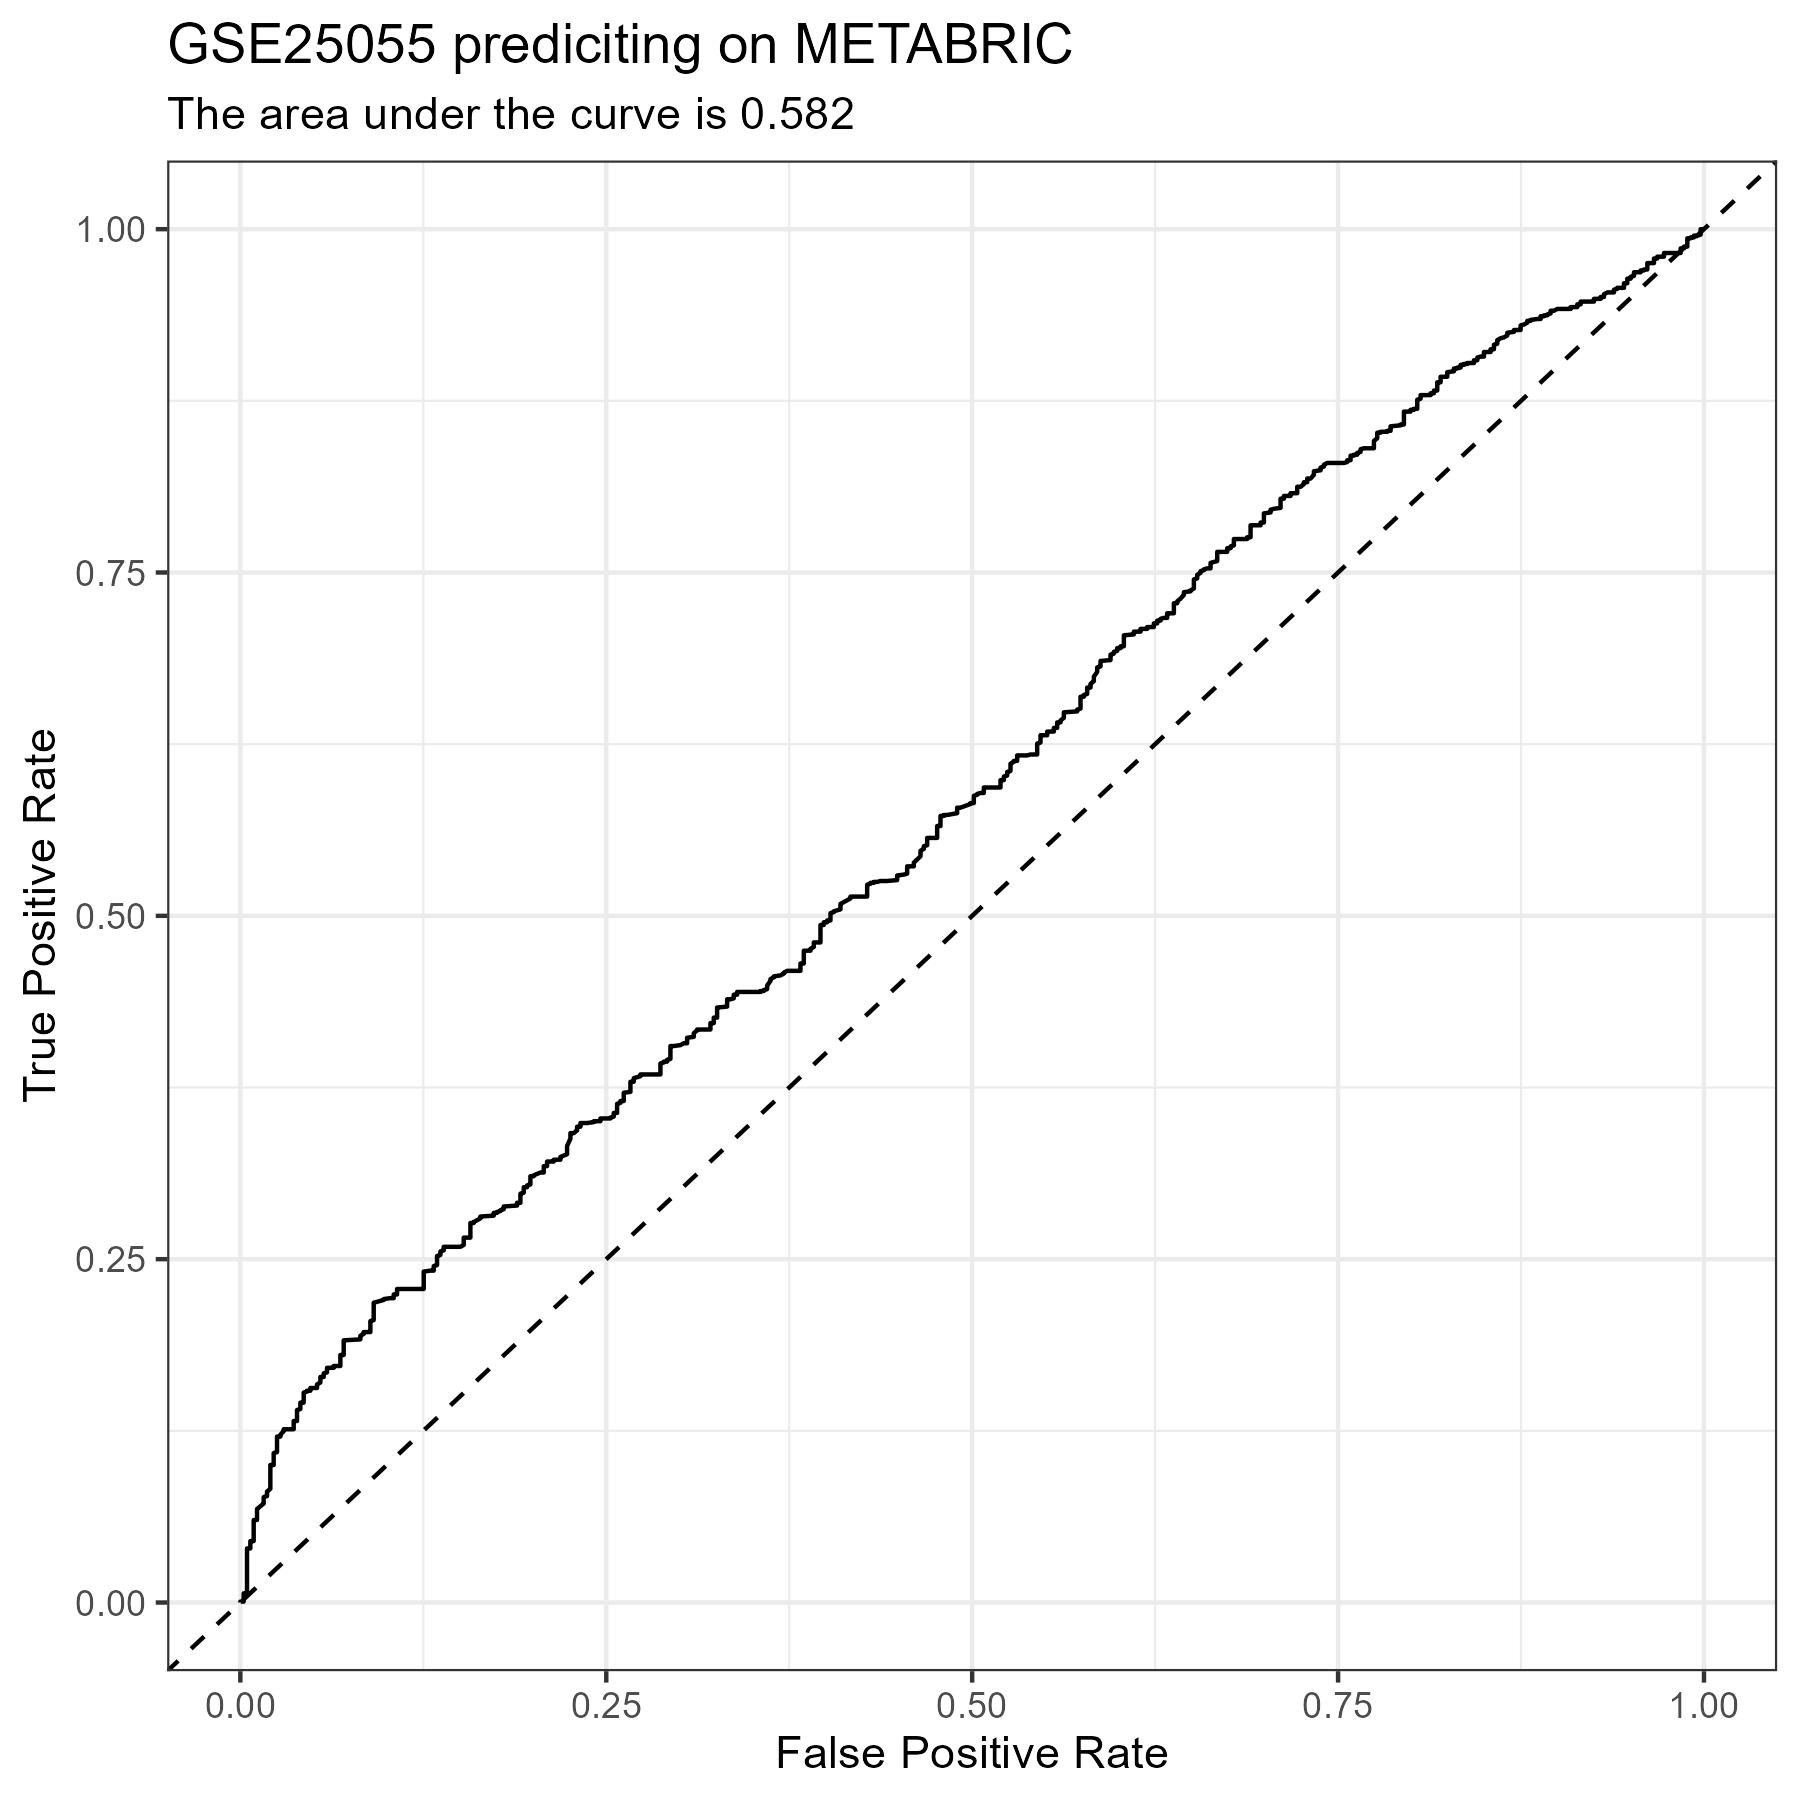 GSE25055 prediciting on METABRIC
The area under the curve is 0.582
1.00
0.75
0.50
0.25
0.00
True Positive Rate
0.00 0.25 0.50 0.75 1.00
False Positive Rate